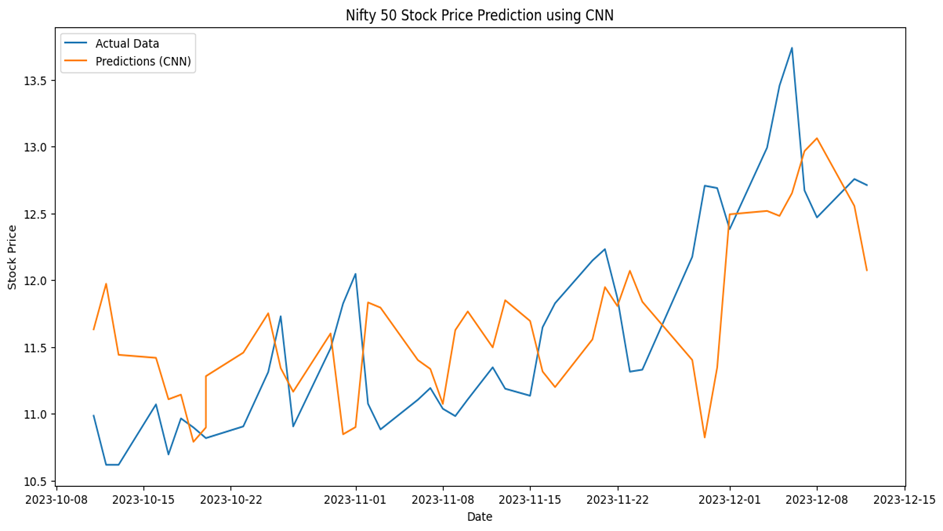 Nifty 50 Stock Price Prediction using CNN
Actual Data
Predictions (CNN)
Stock Price
13.5
13.0
12.5
12.0
11.5
11.0
10.5
2023-10-08 2023-10-15 2023-10-22 2023-11-01 2023-11-08 2023-11-15 2023-11-22 2023-12-01 2023-12-08 2023-12-15
Date